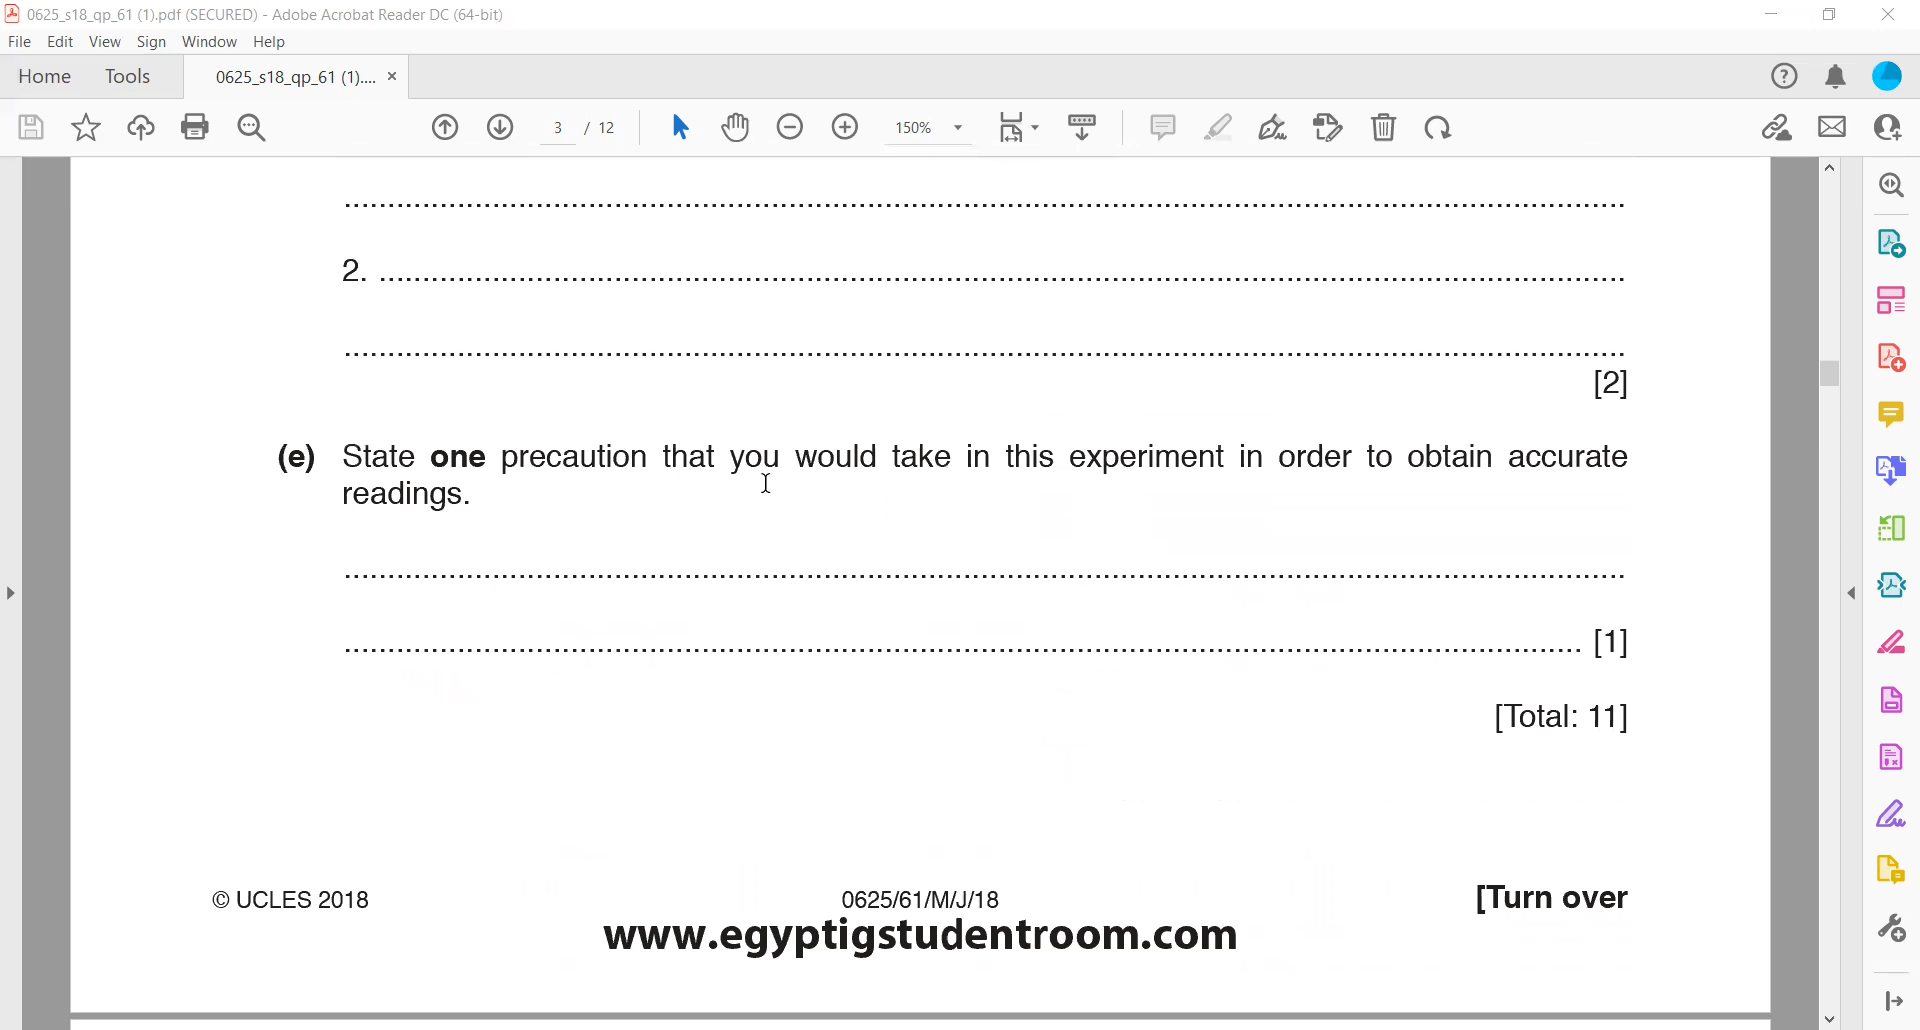 0625_s18_qp_61 (1).pdf (SECURED) - Adobe Acrobat Reader DC (64-bit)
File Edit View Sign Window Help
Home Tools 0625_s18_qp_61 (1)....
3 / 12 150%
2. 
[2]
(e) State one precaution that you would take in this experiment in order to obtain accurate
readings.
[1]
[Total: 11]
© UCLES 2018 0625/61/M/J/18 [Turn over
www.egyptigstudentroom.com